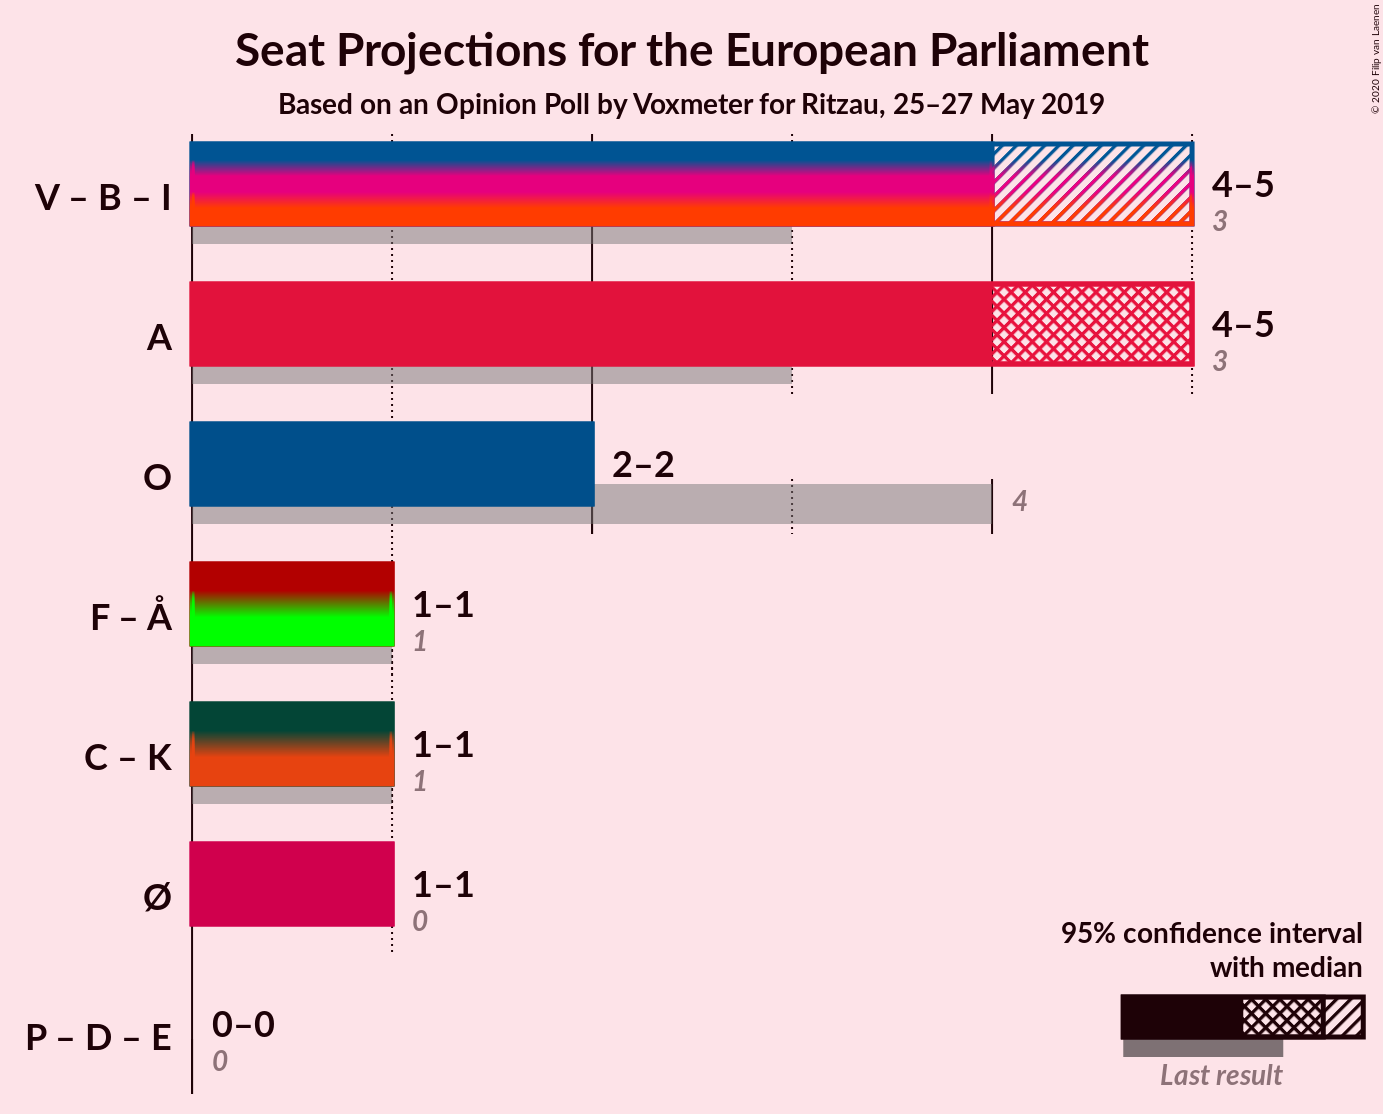 Seat Projections for the European Parliament
Based on an Opinion Poll by Voxmeter for Ritzau, 25–27 May 2019
© 2020 Filip van Laenen
V – B – I
4–5
3
A
4–5
3
O
2–2
4
F – Å
1–1
1
C – K
1–1
1
Ø
1–1
0
P – D – E
0–0
0
95% confidence interval
with median
Last result